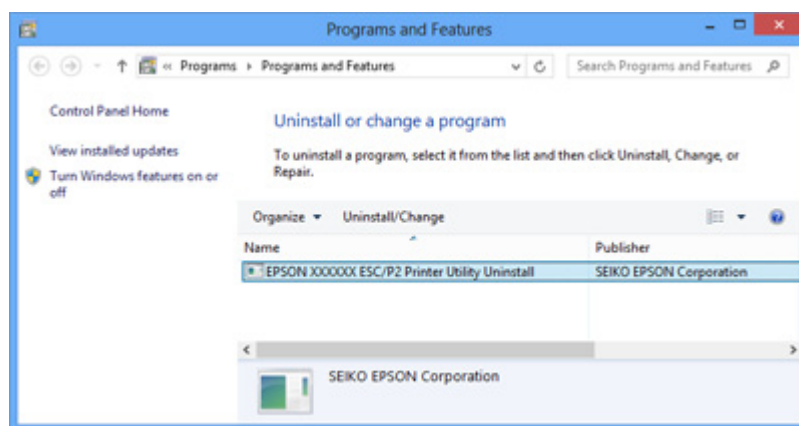 Programs and Features
« Programs ▸ Programs and Features
Search Programs and Features
Control Panel Home
View installed updates
Turn Windows features on or
off
Uninstall or change a program
To uninstall a program, select it from the list and then click Uninstall, Change, or
Repair.
Organize Uninstall/Change
Name Publisher
EPSON XXXXXX ESC/P2 Printer Utility Uninstall SEIKO EPSON Corporation
SEIKO EPSON Corporation